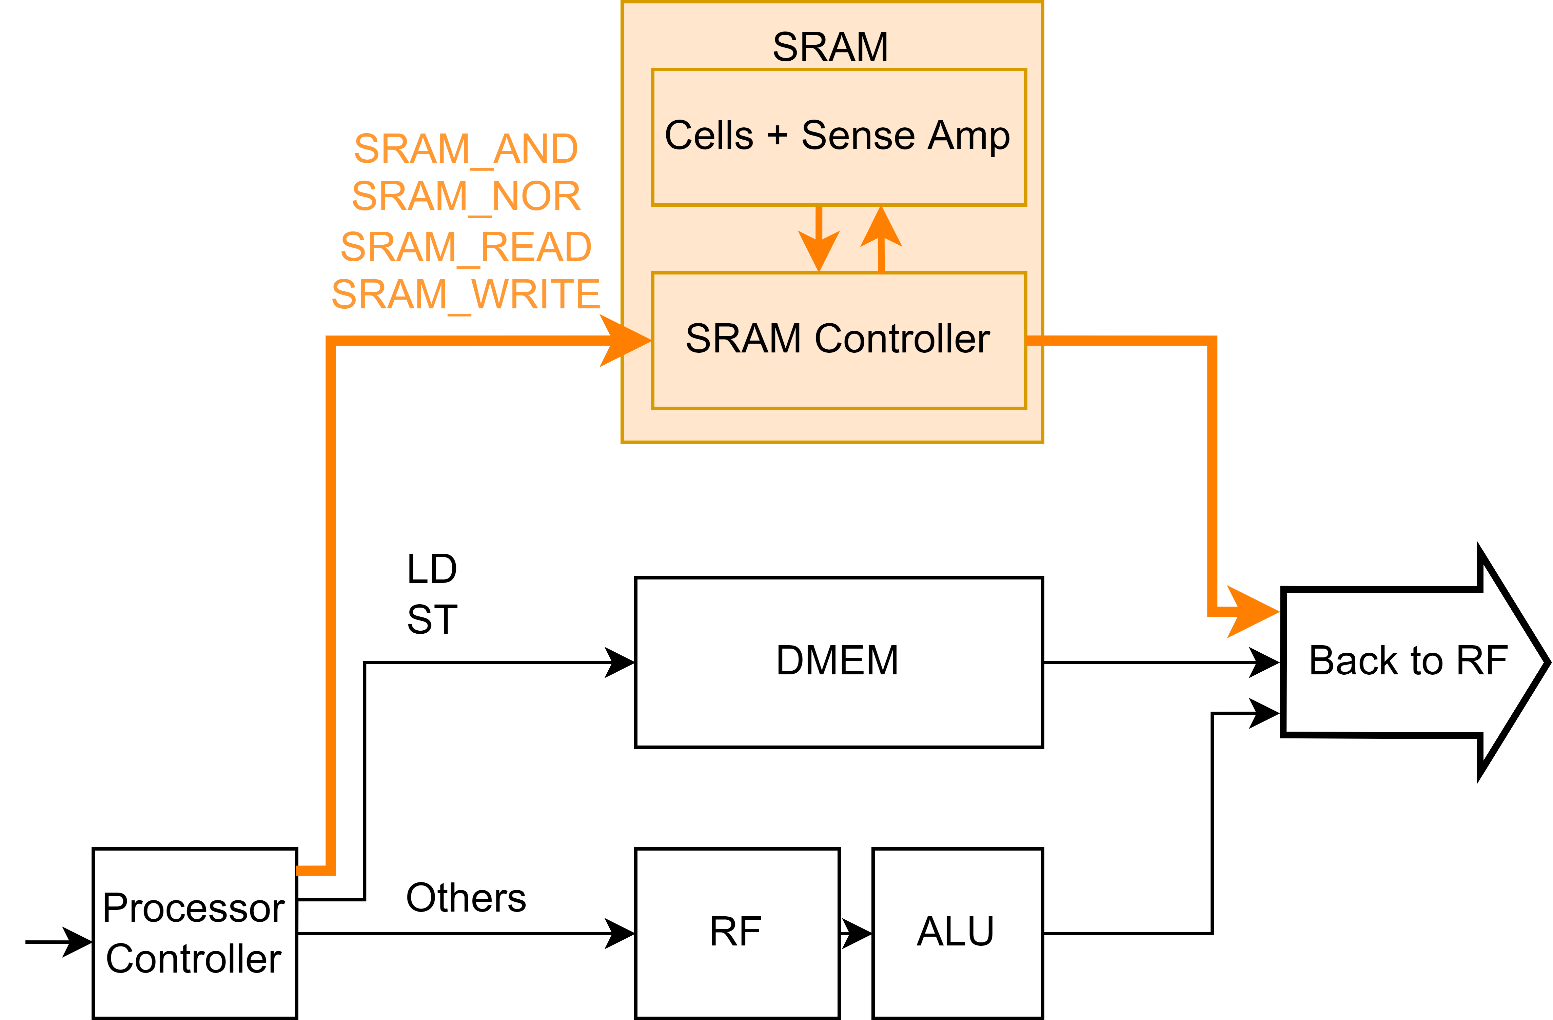 SRAM
Cells + Sense Amp
SRAM_AND
SRAM_NOR
SRAM_READ
SRAM_WRITE
SRAM Controller
LD
ST
DMEM
Back to RF
Processor
Controller
Others
RF
ALU